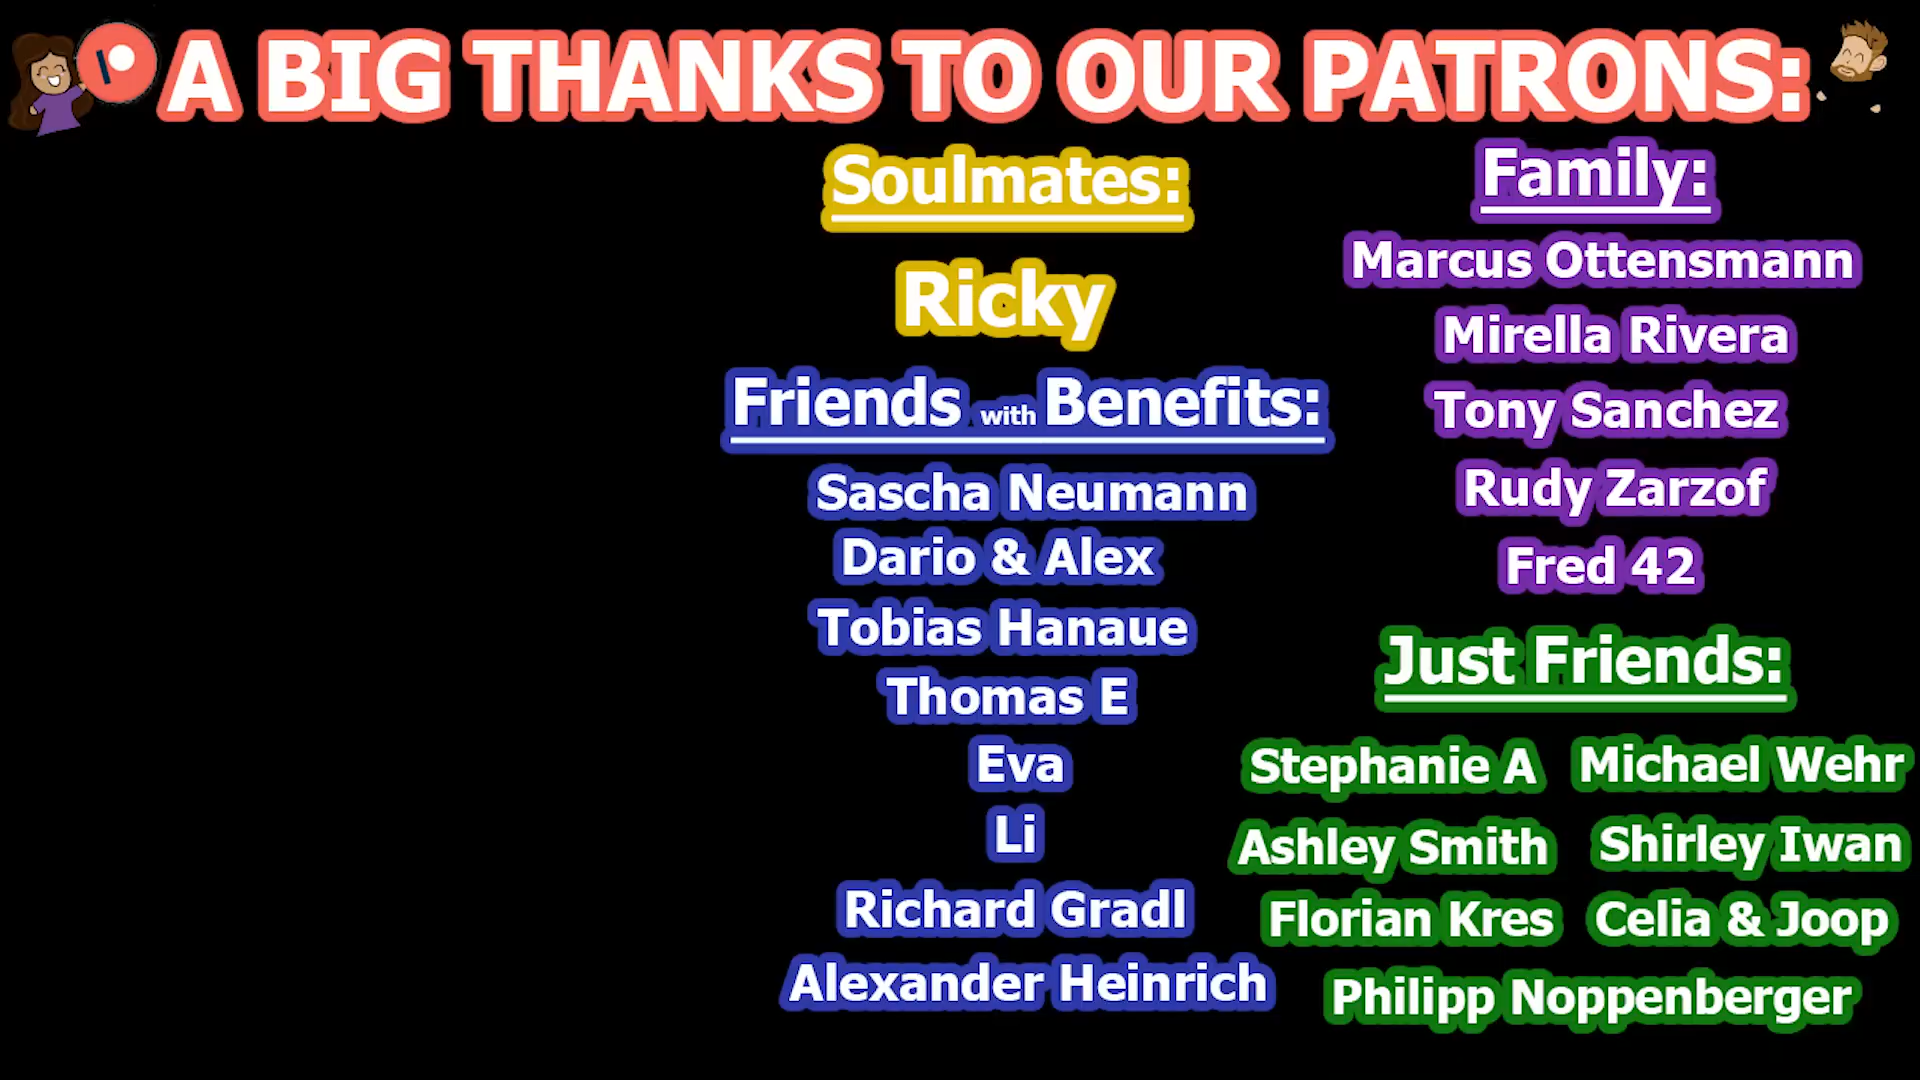 A BIG THANKS TO OUR PATRONS:
Soulmates:
Ricky
Friends with Benefits:
Sascha Neumann
Dario & Alex
Tobias Hanaue
Thomas E
Eva
Li
Richard Gradl
Alexander Heinrich
Family:
Marcus Ottensmann
Mirella Rivera
Tony Sanchez
Rudy Zarzof
Fred 42
Just Friends:
Stephanie A Michael Wehr
Ashley Smith Shirley Iwan
Florian Kres Celia & Joop
Philipp Noppenberger